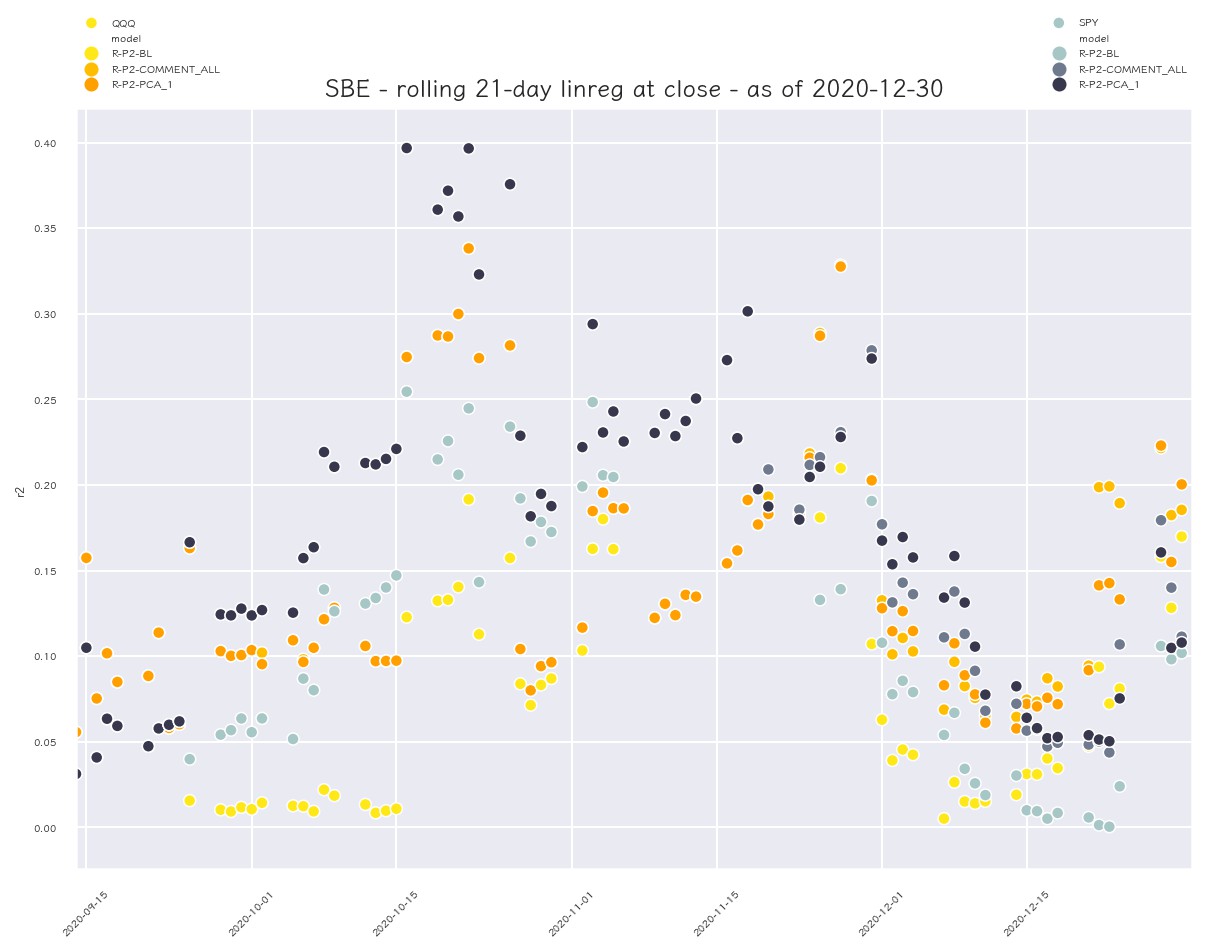 QQQ
model
R-P2-BL
R-P2-COMMENT_ALL
R-P2-PCA_1
SPY
model
R-P2-BL
R-P2-COMMENT_ALL
R-P2-PCA_1
SBE - rolling 21-day linreg at close - as of 2020-12-30
0.40
0.35
0.30
0.25
0.20
0.15
0.10
0.05
0.00
r2
2020-09-15
2020-10-01
2020-10-15
2020-11-01
2020-11-15
2020-12-01
2020-12-15